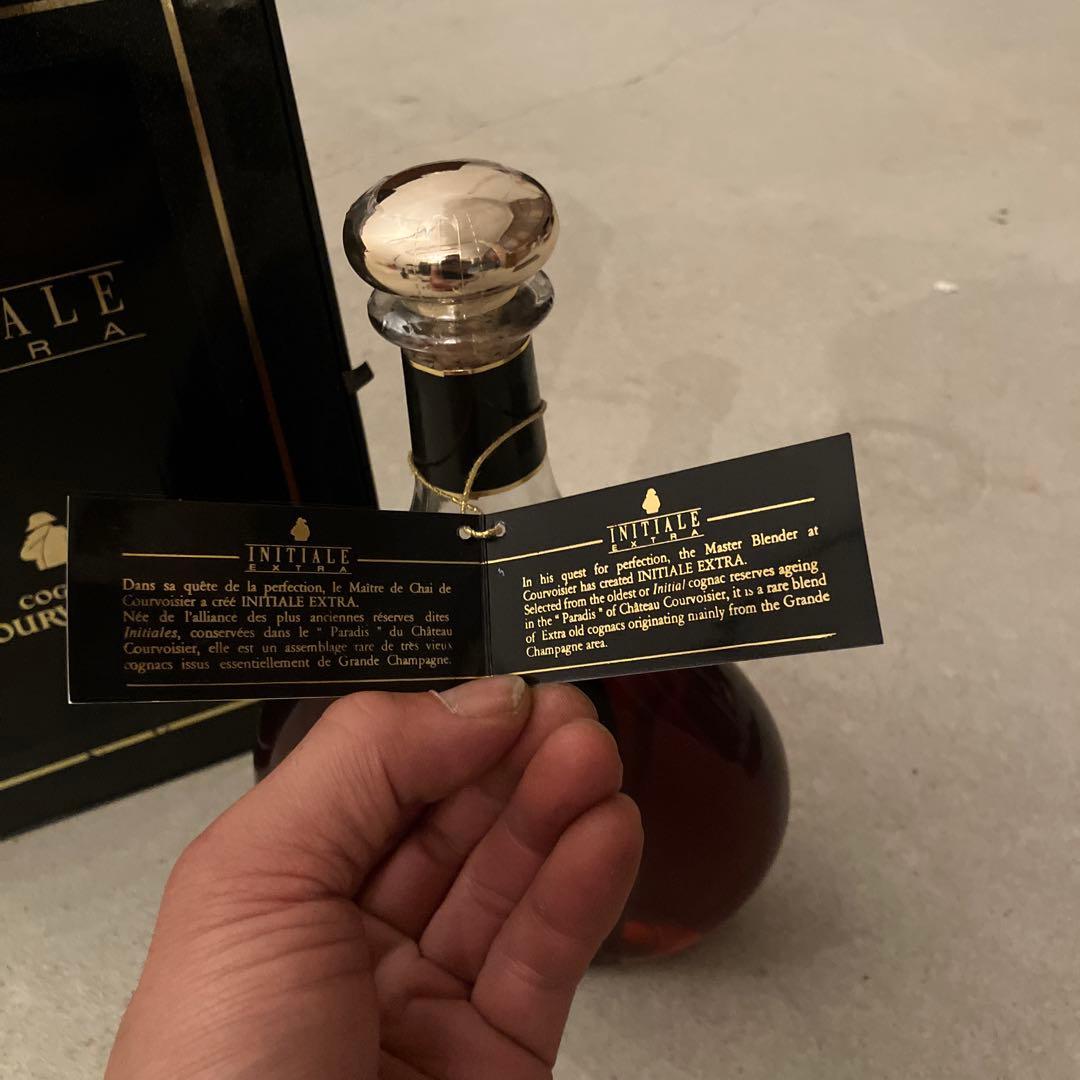 ALE
R A
COG
OUR
INITIALE
EXTRA
Dans sa quête de la perfection, le Maître de Chai de
Courvoisier a créé INITIALE EXTRA.
Née de l'alliance des plus anciennes réserves dites
Initiales, conservées dans le " Paradis " du Château
Courvoisier, elle est un assemblage rare de très vieux
cognacs issus essentiellement de Grande Champagne.
INITIALE
EXTRA
In his quest for perfection, the Master Blender at
Courvoisier has created INITIALE EXTRA.
Selected from the oldest or Initial cognac reserves ageing
in the " Paradis " of Château Courvoisier, it is a rare blend
of Extra old cognacs originating mainly from the Grande
Champagne area.